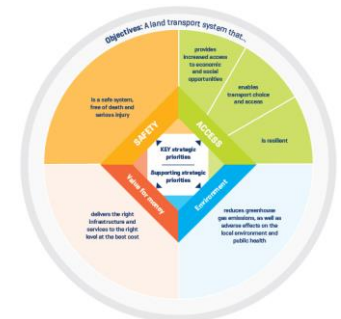 Objectives: A land transport system that...
provides
increased access
to economic
and social
opportunities
enables
transport choice
and access
is a safe system,
free of death and
serious injury
is resilient
SAFETY
ACCESS
KEY strategic
priorities
Supporting strategic
priorities
Value for money
Environment
delivers the right
infrastructure and
services to the right
level at the best cost
reduces greenhouse
gas emissions, as well as
adverse effects on the
local environment and
public health